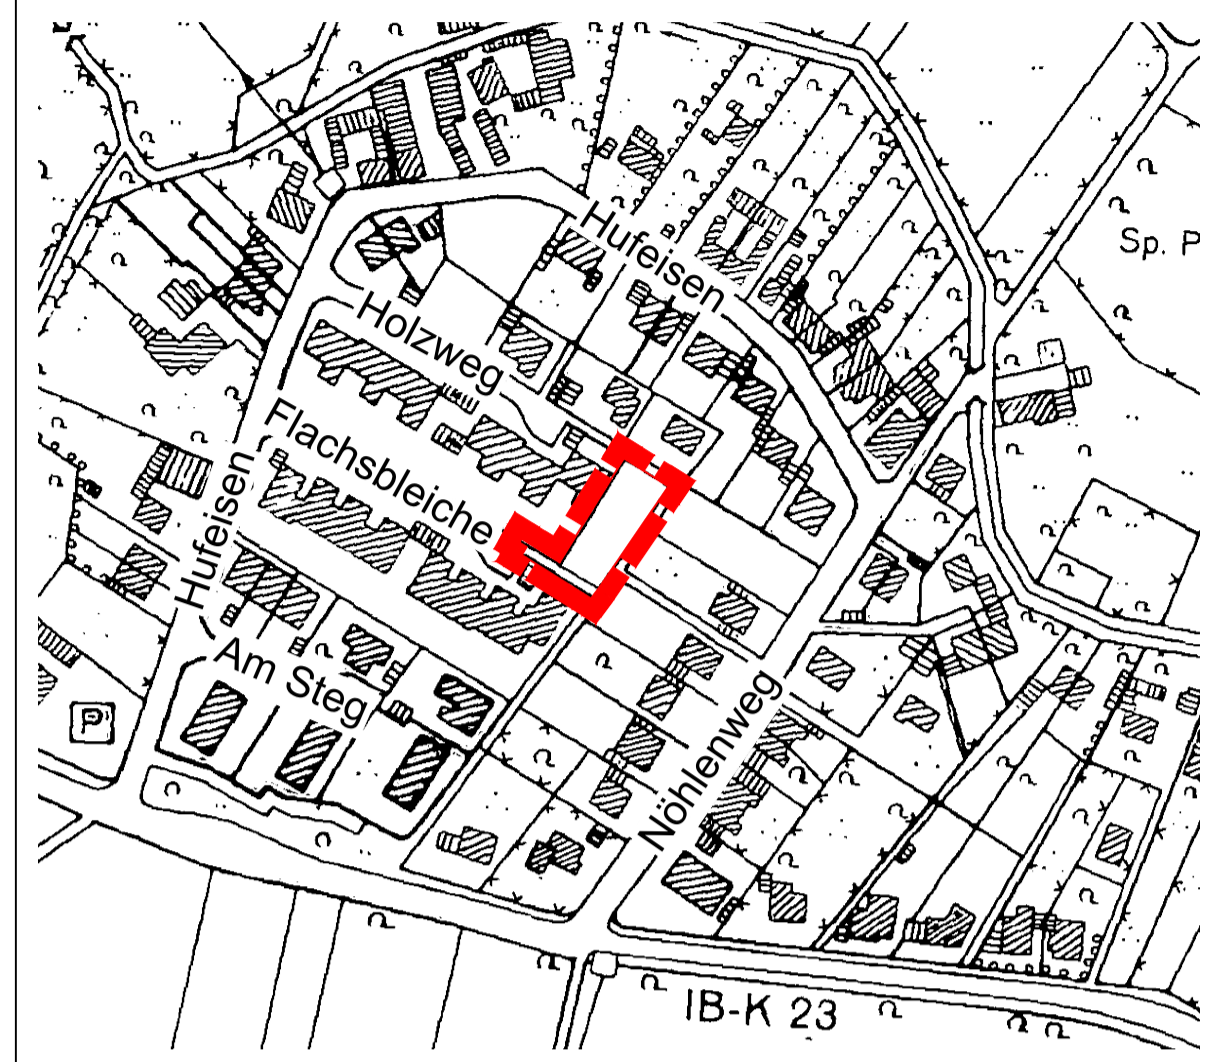 Sp. P
Hufeisen
Holzweg
Flachsbleiche
Hufeisen
Am Steg
P
Nöhlenweg
IB-K 23